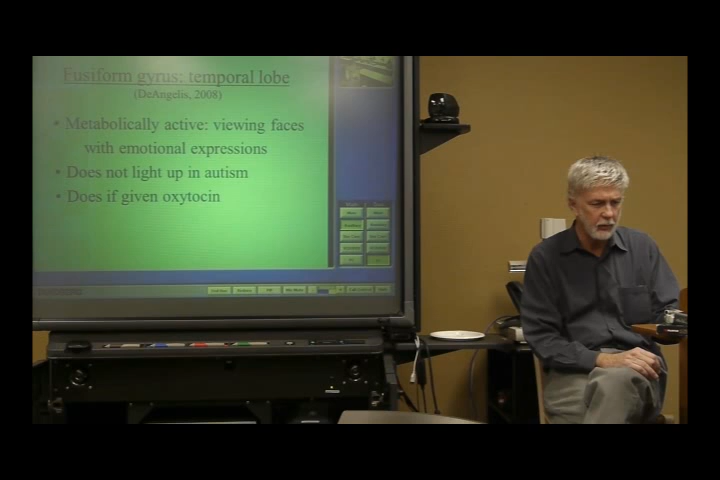 Fusiform gyrus: temporal lobe
(DeAngelis, 2008)
• Metabolically active: viewing faces
with emotional expressions
• Does not light up in autism
• Does if given oxytocin